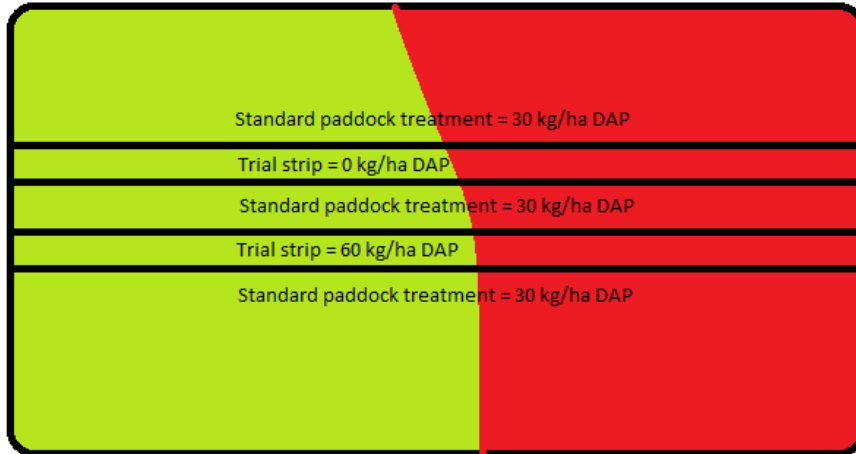 Standard paddock treatment = 30 kg/ha DAP
Trial strip = 0 kg/ha DAP
Standard paddock treatment = 30 kg/ha DAP
Trial strip = 60 kg/ha DAP
Standard paddock treatment = 30 kg/ha DAP